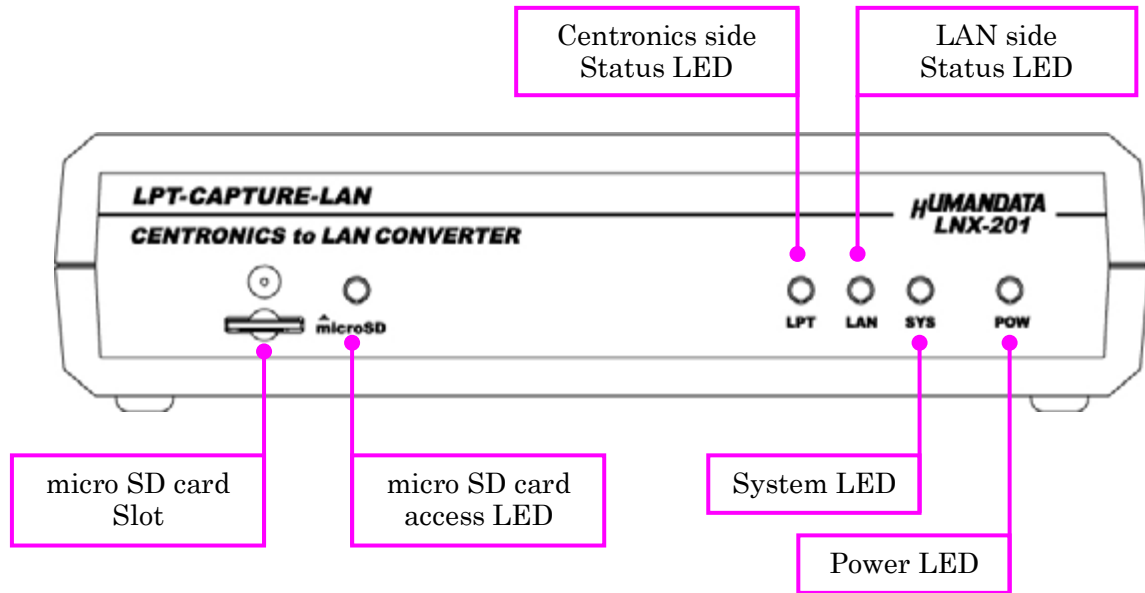 Centronics side
Status LED
LAN side
Status LED
LPT-CAPTURE-LAN
HUMANDATA
LNX-201
CENTRONICS to LAN CONVERTER
microSD
LPT
LAN
SYS
POW
micro SD card
Slot
micro SD card
access LED
System LED
Power LED